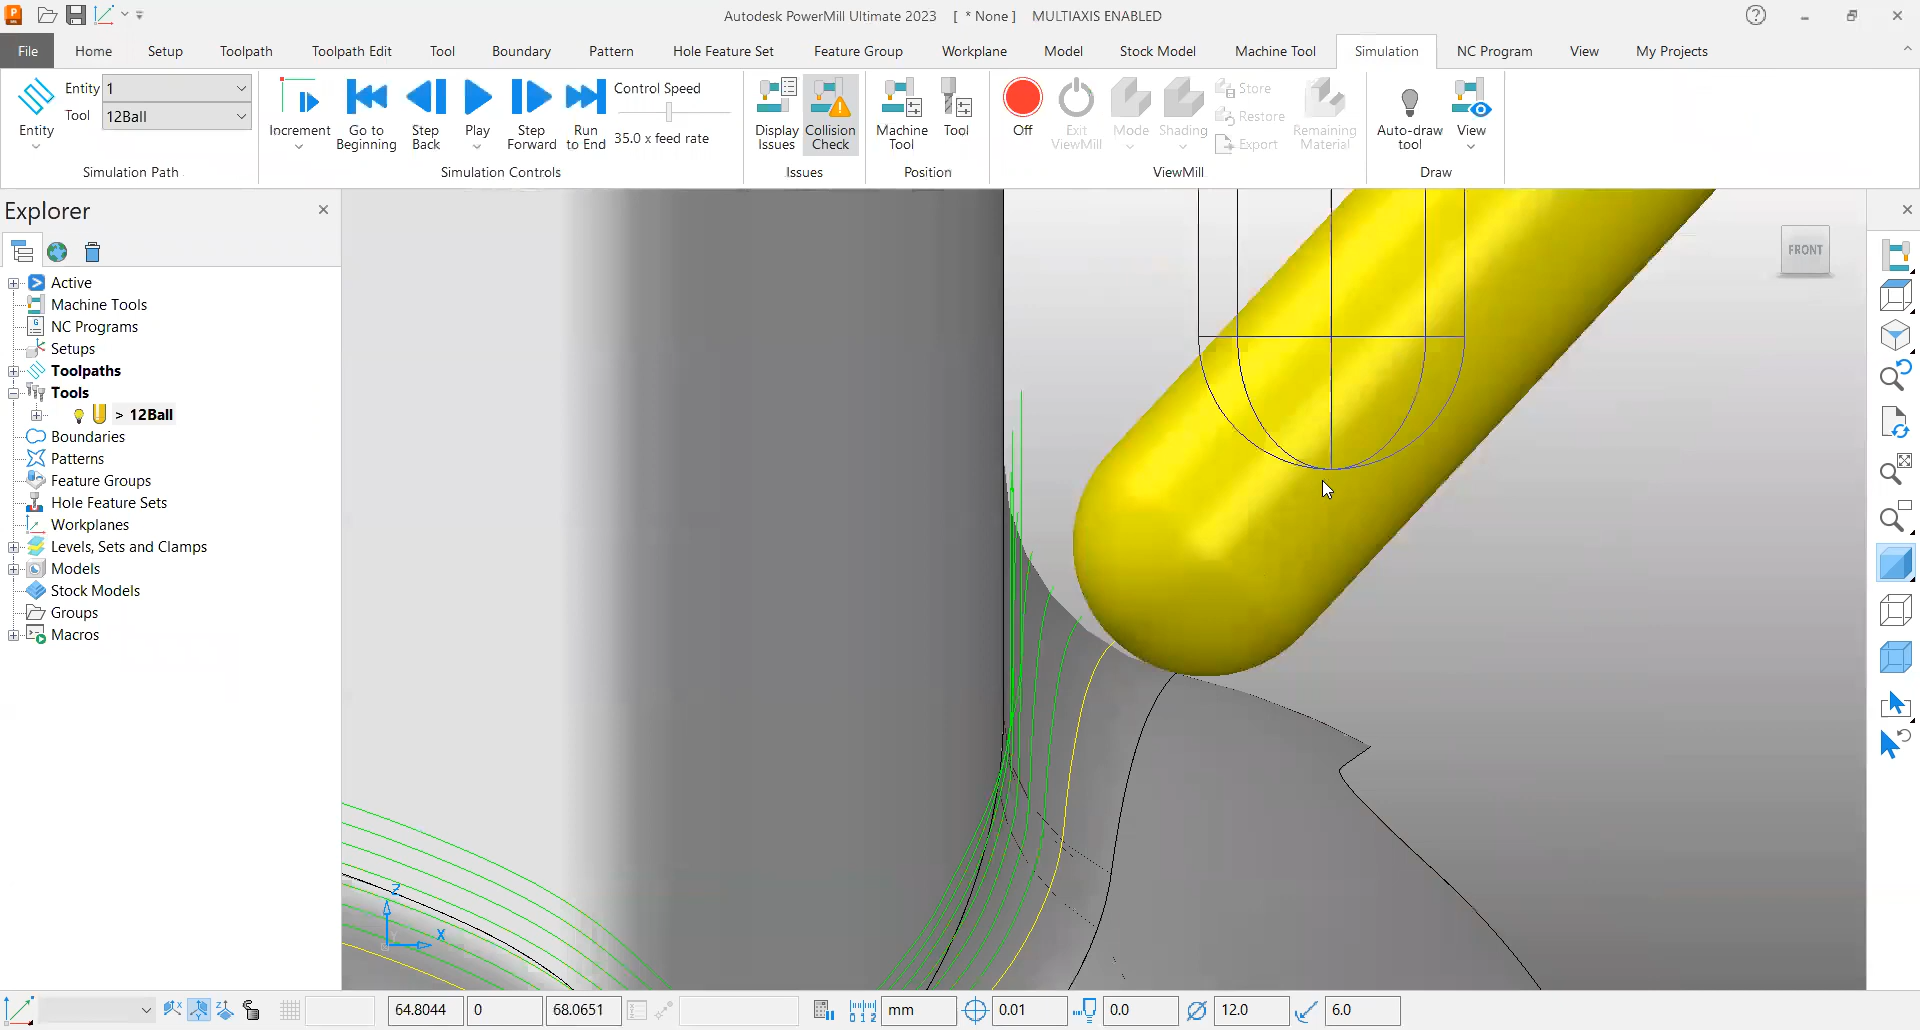 Autodesk PowerMill Ultimate 2023 [ * None ] MULTIAXIS ENABLED
File Home Setup Toolpath Toolpath Edit Tool Boundary Pattern Hole Feature Set Feature Group Workplane Model Stock Model Machine Tool Simulation NC Program View My Projects
Entity 1
Tool 12Ball
Entity
Simulation Path
Increment
Go to Beginning
Step Back
Play
Step Forward
Run to End
Control Speed
35.0 x feed rate
Simulation Controls
Display Issues
Collision Check
Issues
Machine Tool
Tool
Position
Off
Exit ViewMill
Mode
Shading
Store
Restore
Export
Remaining Material
ViewMill
Auto-draw tool
View
Draw
Explorer
Active
Machine Tools
NC Programs
Setups
Toolpaths
Tools
> 12Ball
Boundaries
Patterns
Feature Groups
Hole Feature Sets
Workplanes
Levels, Sets and Clamps
Models
Stock Models
Groups
Macros
FRONT
Z
X
64.8044 0 68.0651 mm 0.01 0.0 12.0 6.0